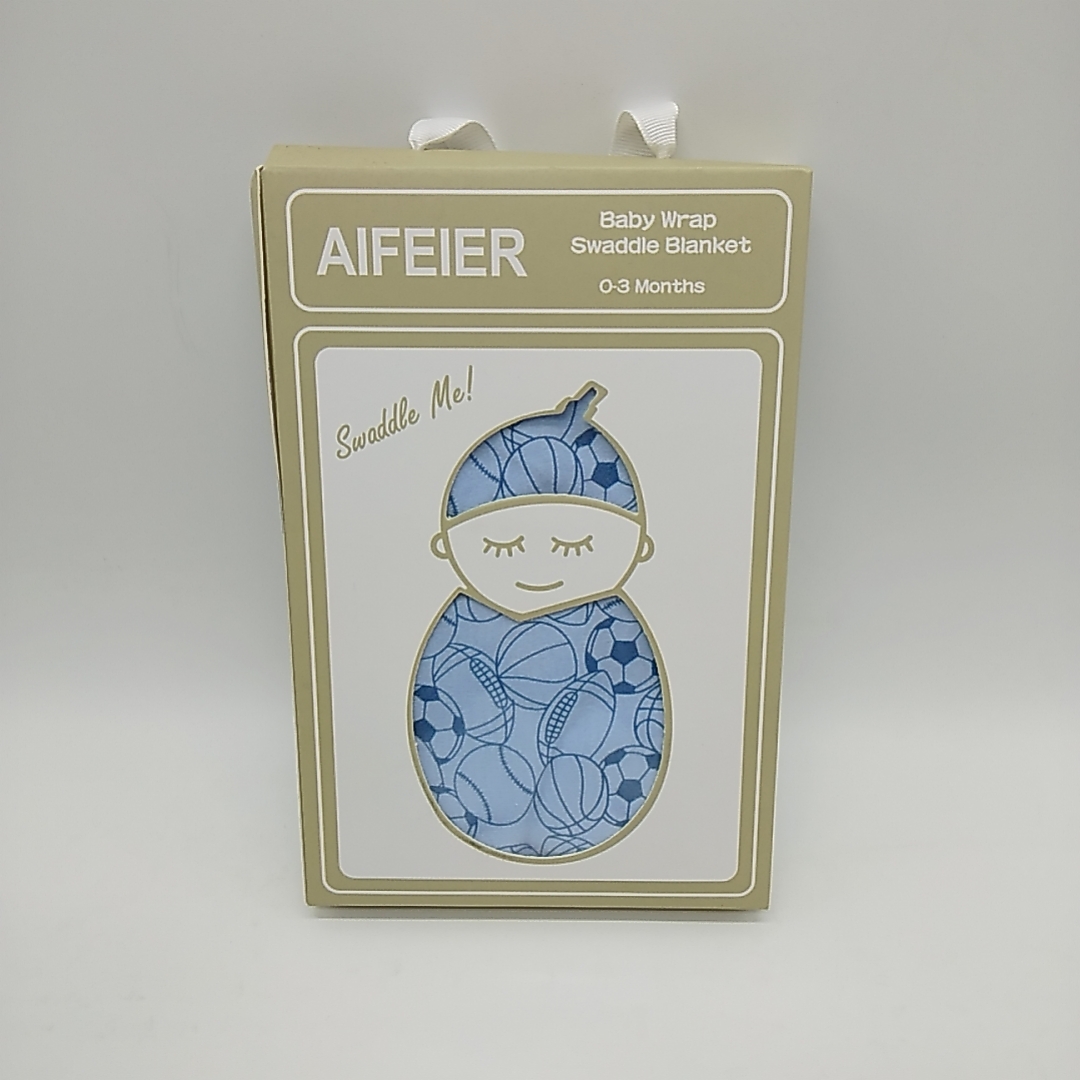 AIFEIER
Baby Wrap
Swaddle Blanket
0-3 Months
Swaddle Me!